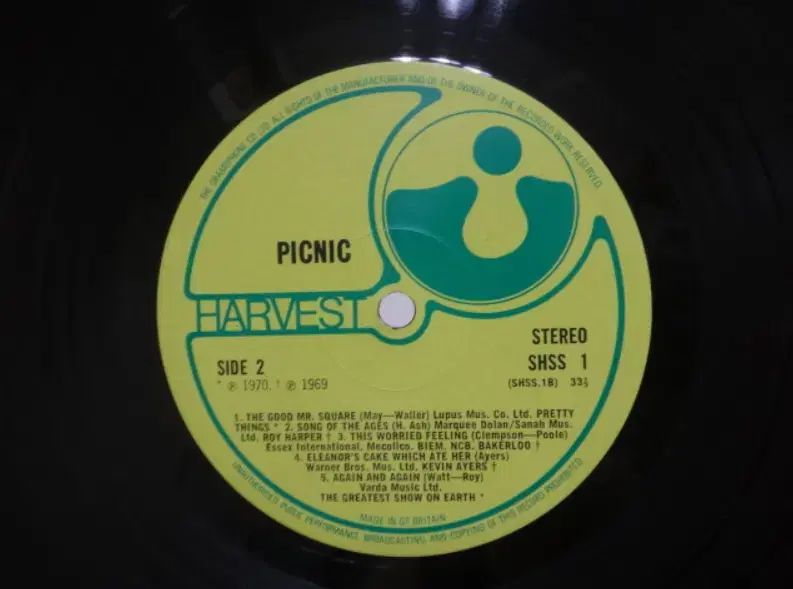 THE GRAMOPHONE CO LTD. ALL RIGHTS OF THE MANUFACTURER AND OF THE OWNER OF THE RECORDED WORK RESERVED.
PICNIC
HARVEST
STEREO
SIDE 2
SHSS 1
* ℗ 1970. † ℗ 1969
(SHSS.1B) 33⅓
1. THE GOOD MR. SQUARE (May—Waller) Lupus Mus. Co. Ltd. PRETTY
THINGS * 2. SONG OF THE AGES (H. Ash) Marquee Dolan/Sanah Mus.
Ltd. ROY HARPER † 3. THIS WORRIED FEELING (Clempson—Poole)
Essex International, Mecolico. BIEM. NCB. BAKERLOO †
4. ELEANOR'S CAKE WHICH ATE HER (Ayers)
Warner Bros. Mus. Ltd. KEVIN AYERS †
5. AGAIN AND AGAIN (Watt—Roy)
Varda Music Ltd.
THE GREATEST SHOW ON EARTH *
MADE IN GT BRITAIN
UNAUTHORISED PUBLIC PERFORMANCE, BROADCASTING AND COPYING OF THIS RECORD PROHIBITED